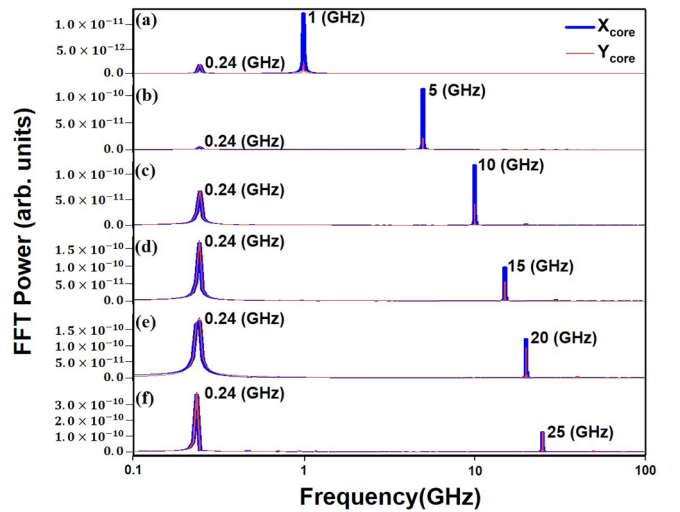 (a)
1 (GHz)
X_core
Y_core
0.24 (GHz)
1.0 × 10⁻¹¹
5.0 × 10⁻¹²
0.0
(b)
5 (GHz)
0.24 (GHz)
1.0 × 10⁻¹⁰
5.0 × 10⁻¹¹
0.0
(c)
10 (GHz)
0.24 (GHz)
1.0 × 10⁻¹⁰
5.0 × 10⁻¹¹
0.0
(d)
0.24 (GHz)
15 (GHz)
1.5 × 10⁻¹⁰
1.0 × 10⁻¹⁰
5.0 × 10⁻¹¹
0.0
(e)
0.24 (GHz)
20 (GHz)
1.5 × 10⁻¹⁰
1.0 × 10⁻¹⁰
5.0 × 10⁻¹¹
0.0
(f)
0.24 (GHz)
25 (GHz)
3.0 × 10⁻¹⁰
2.0 × 10⁻¹⁰
1.0 × 10⁻¹⁰
0.0
0.1 1 10 100
Frequency(GHz)
FFT Power (arb. units)